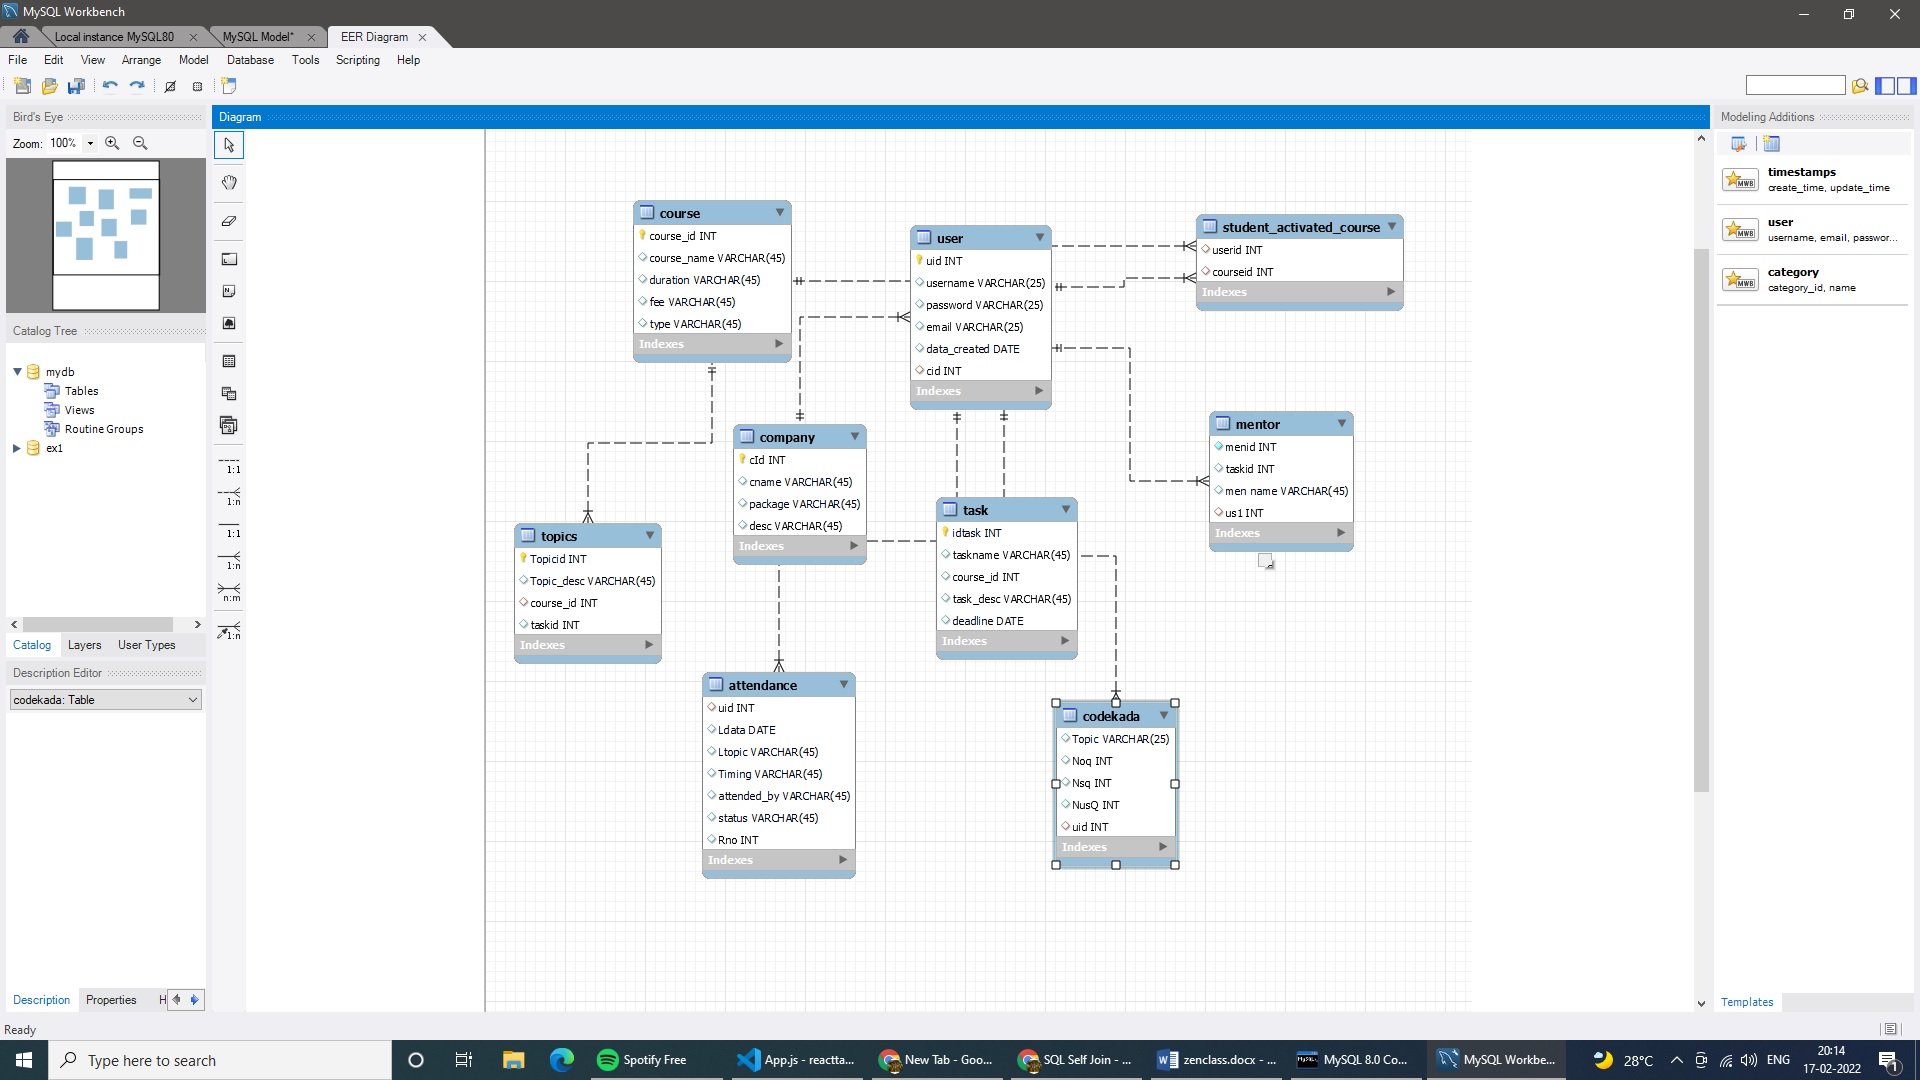 MySQL Workbench
Local instance MySQL80
MySQL Model*
EER Diagram
File Edit View Arrange Model Database Tools Scripting Help
Bird's Eye
Zoom: 100%
Catalog Tree
mydb
Tables
Views
Routine Groups
ex1
Catalog Layers User Types
Description Editor
codekada: Table
Description Properties H
Ready
Diagram
1:1
1:n
1:1
1:n
n:m
1:n
course
course_id INT
course_name VARCHAR(45)
duration VARCHAR(45)
fee VARCHAR(45)
type VARCHAR(45)
Indexes
user
uid INT
username VARCHAR(25)
password VARCHAR(25)
email VARCHAR(25)
data_created DATE
cid INT
Indexes
student_activated_course
userid INT
courseid INT
Indexes
company
cId INT
cname VARCHAR(45)
package VARCHAR(45)
desc VARCHAR(45)
Indexes
mentor
menid INT
taskid INT
men name VARCHAR(45)
us1 INT
Indexes
topics
Topicid INT
Topic_desc VARCHAR(45)
course_id INT
taskid INT
Indexes
task
idtask INT
taskname VARCHAR(45)
course_id INT
task_desc VARCHAR(45)
deadline DATE
Indexes
attendance
uid INT
Ldata DATE
Ltopic VARCHAR(45)
Timing VARCHAR(45)
attended_by VARCHAR(45)
status VARCHAR(45)
Rno INT
Indexes
codekada
Topic VARCHAR(25)
Noq INT
Nsq INT
NusQ INT
uid INT
Indexes
Modeling Additions
timestamps
create_time, update_time
user
username, email, passwor...
category
category_id, name
Templates
Type here to search
Spotify Free
App.js - reactta...
New Tab - Goo...
SQL Self Join - ...
zenclass.docx - ...
MySQL 8.0 Co...
MySQL Workbe...
28°C
ENG
20:14
17-02-2022
1